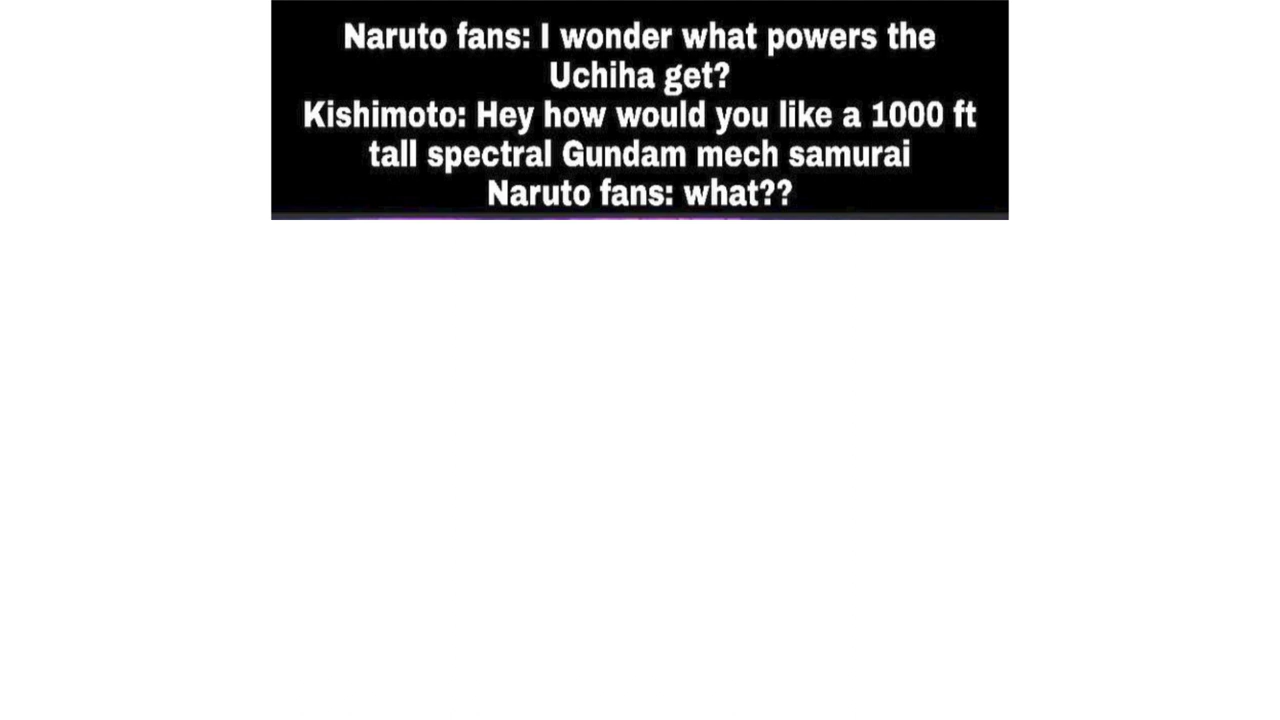 Naruto fans: I wonder what powers the
Uchiha get?
Kishimoto: Hey how would you like a 1000 ft
tall spectral Gundam mech samurai
Naruto fans: what??